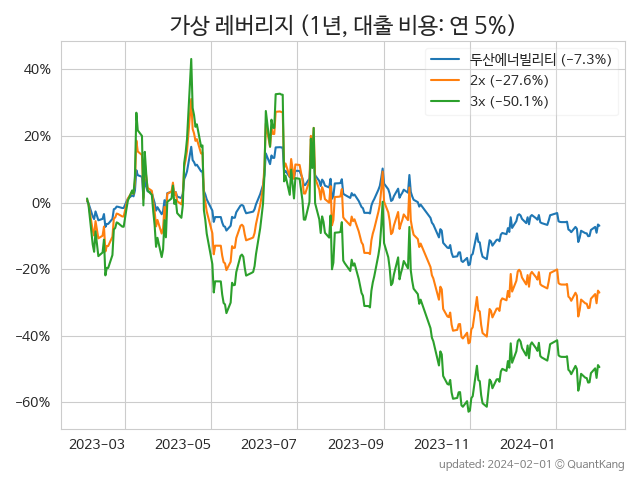 가상 레버리지 (1년, 대출 비용: 연 5%)
두산에너빌리티 (−7.3%)
2x (−27.6%)
3x (−50.1%)
40%
20%
0%
−20%
−40%
−60%
2023-03 2023-05 2023-07 2023-09 2023-11 2024-01
updated: 2024-02-01 © QuantKang